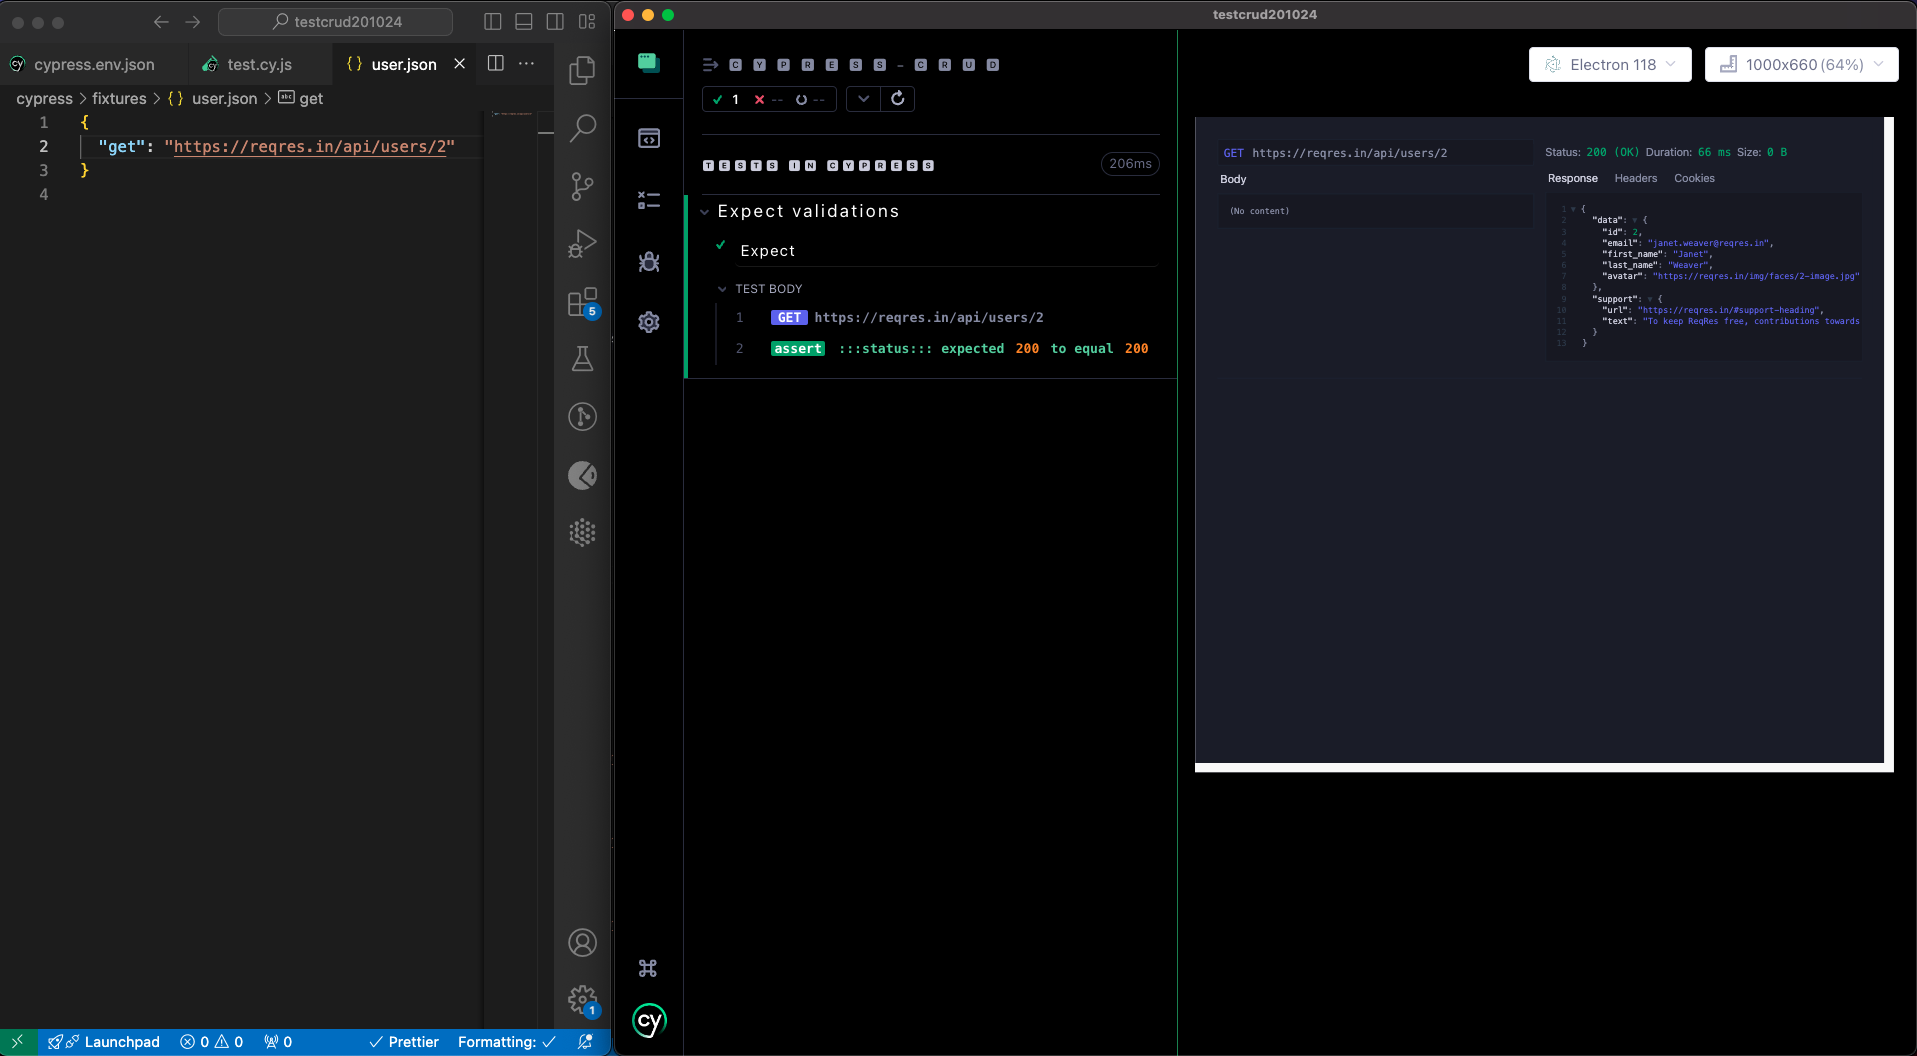 testcrud201024
cypress.env.json
test.cy.js
{} user.json
cypress > fixtures > {} user.json > abc get
1 {
2 "get": "https://reqres.in/api/users/2"
3 }
4
5
1
Launchpad
0 0
0
Prettier
Formatting:
testcrud201024
CYPRESS-CRUD
1 -- --
TESTS IN CYPRESS
206ms
Expect validations
Expect
TEST BODY
1 GET https://reqres.in/api/users/2
2 assert :::status::: expected 200 to equal 200
cy
Electron 118
1000x660 (64%)
GET https://reqres.in/api/users/2
Body
(No content)
Status: 200 (OK) Duration: 66 ms Size: 0 B
Response Headers Cookies
1 {
2 "data": {
3 "id": 2,
4 "email": "janet.weaver@reqres.in",
5 "first_name": "Janet",
6 "last_name": "Weaver",
7 "avatar": "https://reqres.in/img/faces/2-image.jpg"
8 },
9 "support": {
10 "url": "https://reqres.in/#support-heading",
11 "text": "To keep ReqRes free, contributions towards
12 }
13 }